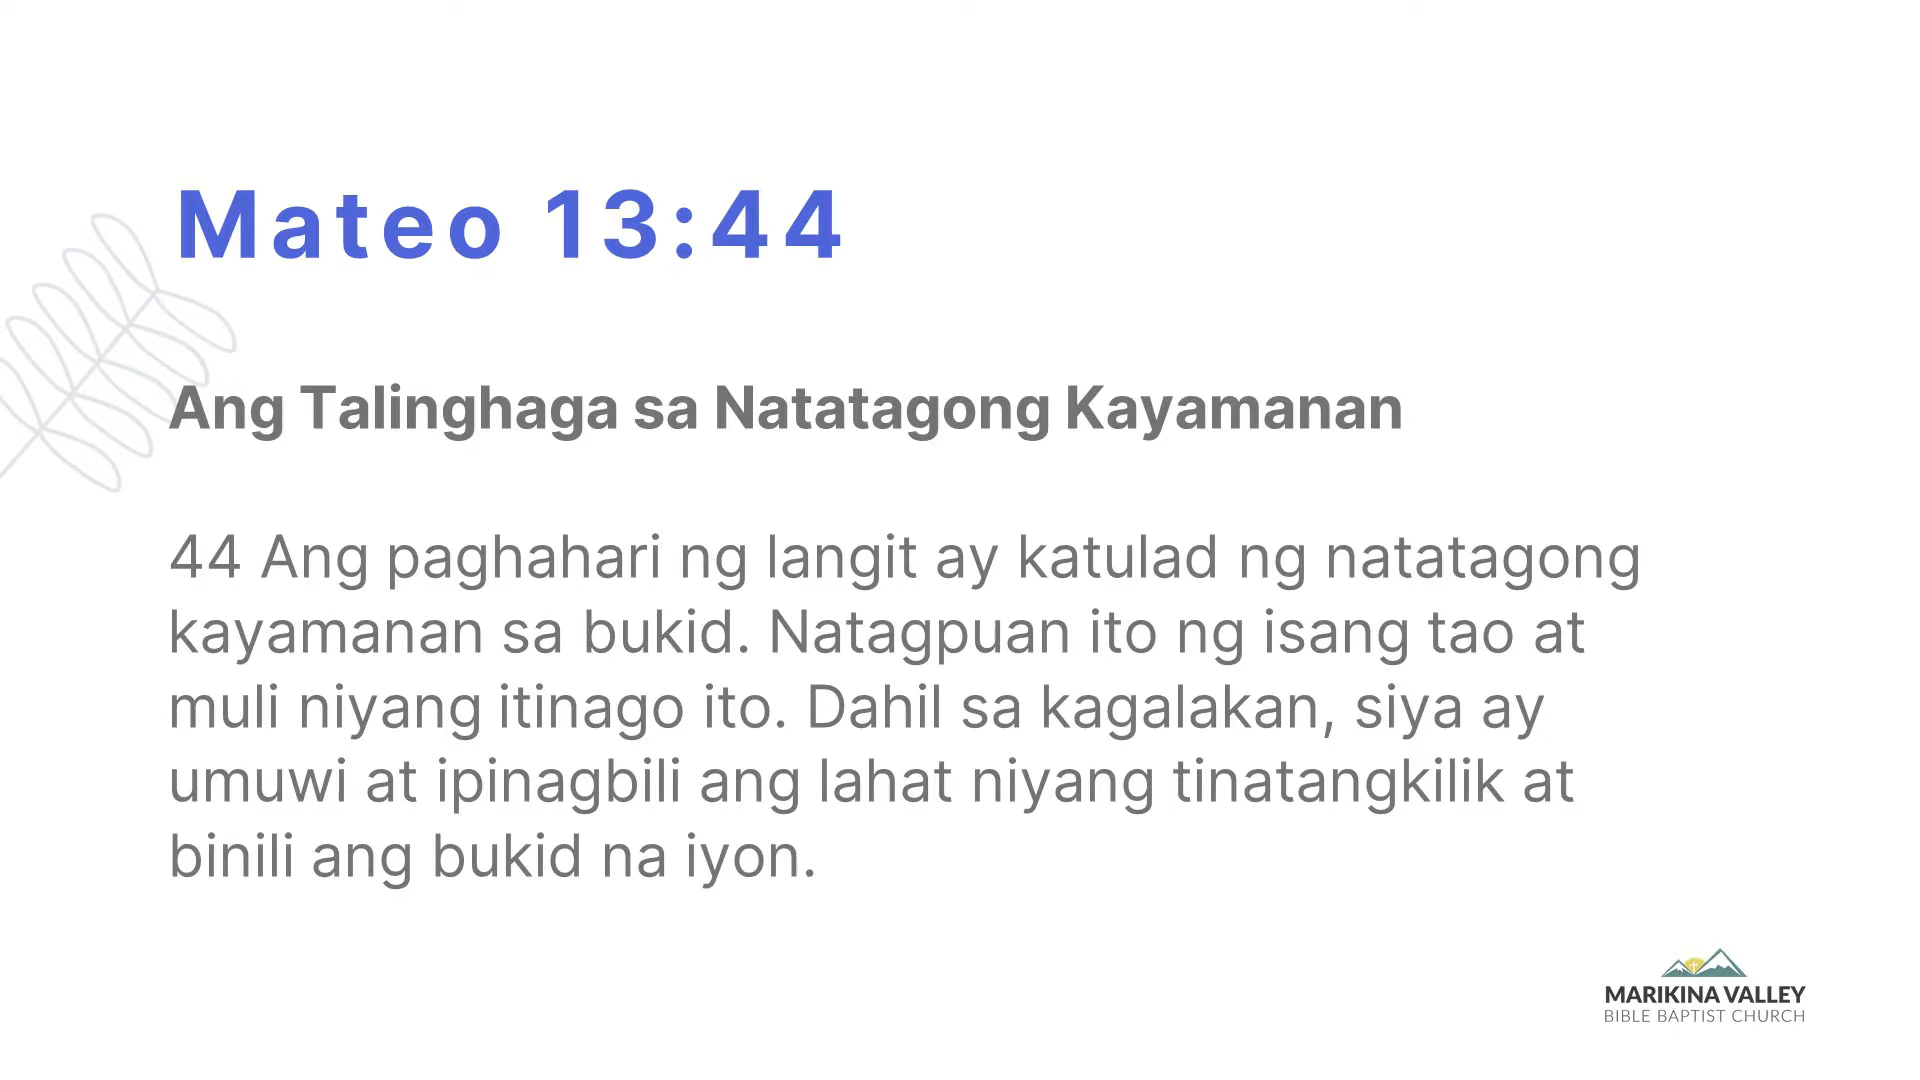 Mateo 13:44
Ang Talinghaga sa Natatagong Kayamanan
44 Ang paghahari ng langit ay katulad ng natatagong
kayamanan sa bukid. Natagpuan ito ng isang tao at
muli niyang itinago ito. Dahil sa kagalakan, siya ay
umuwi at ipinagbili ang lahat niyang tinatangkilik at
binili ang bukid na iyon.
MARIKINA VALLEY
BIBLE BAPTIST CHURCH